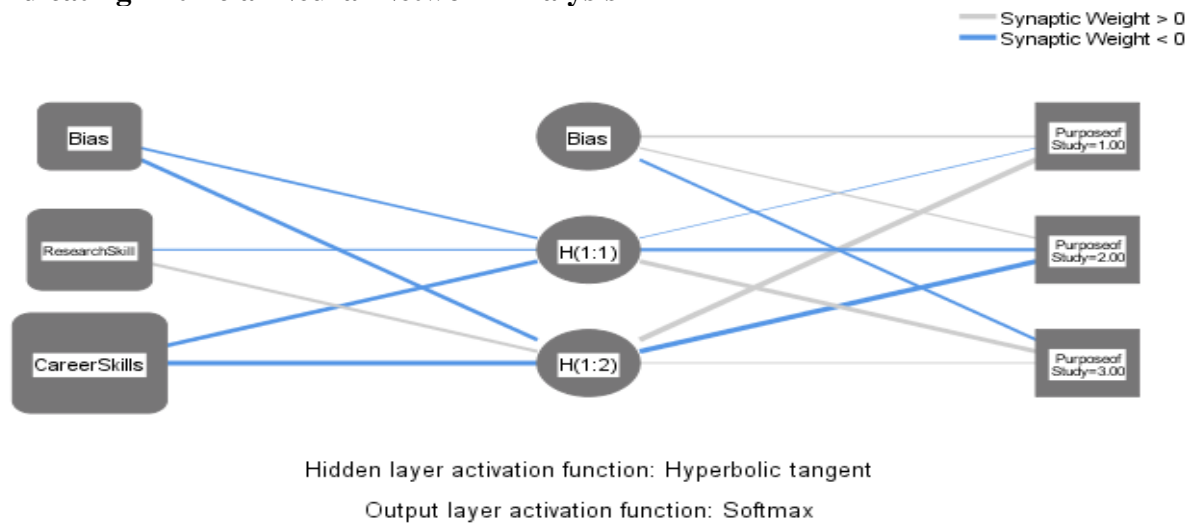 Synaptic Weight > 0
Synaptic Weight < 0
Bias
Bias
Purposeof
Study=1.00
ResearchSkill
H(1:1)
Purposeof
Study=2.00
CareerSkills
H(1:2)
Purposeof
Study=3.00
Hidden layer activation function: Hyperbolic tangent
Output layer activation function: Softmax